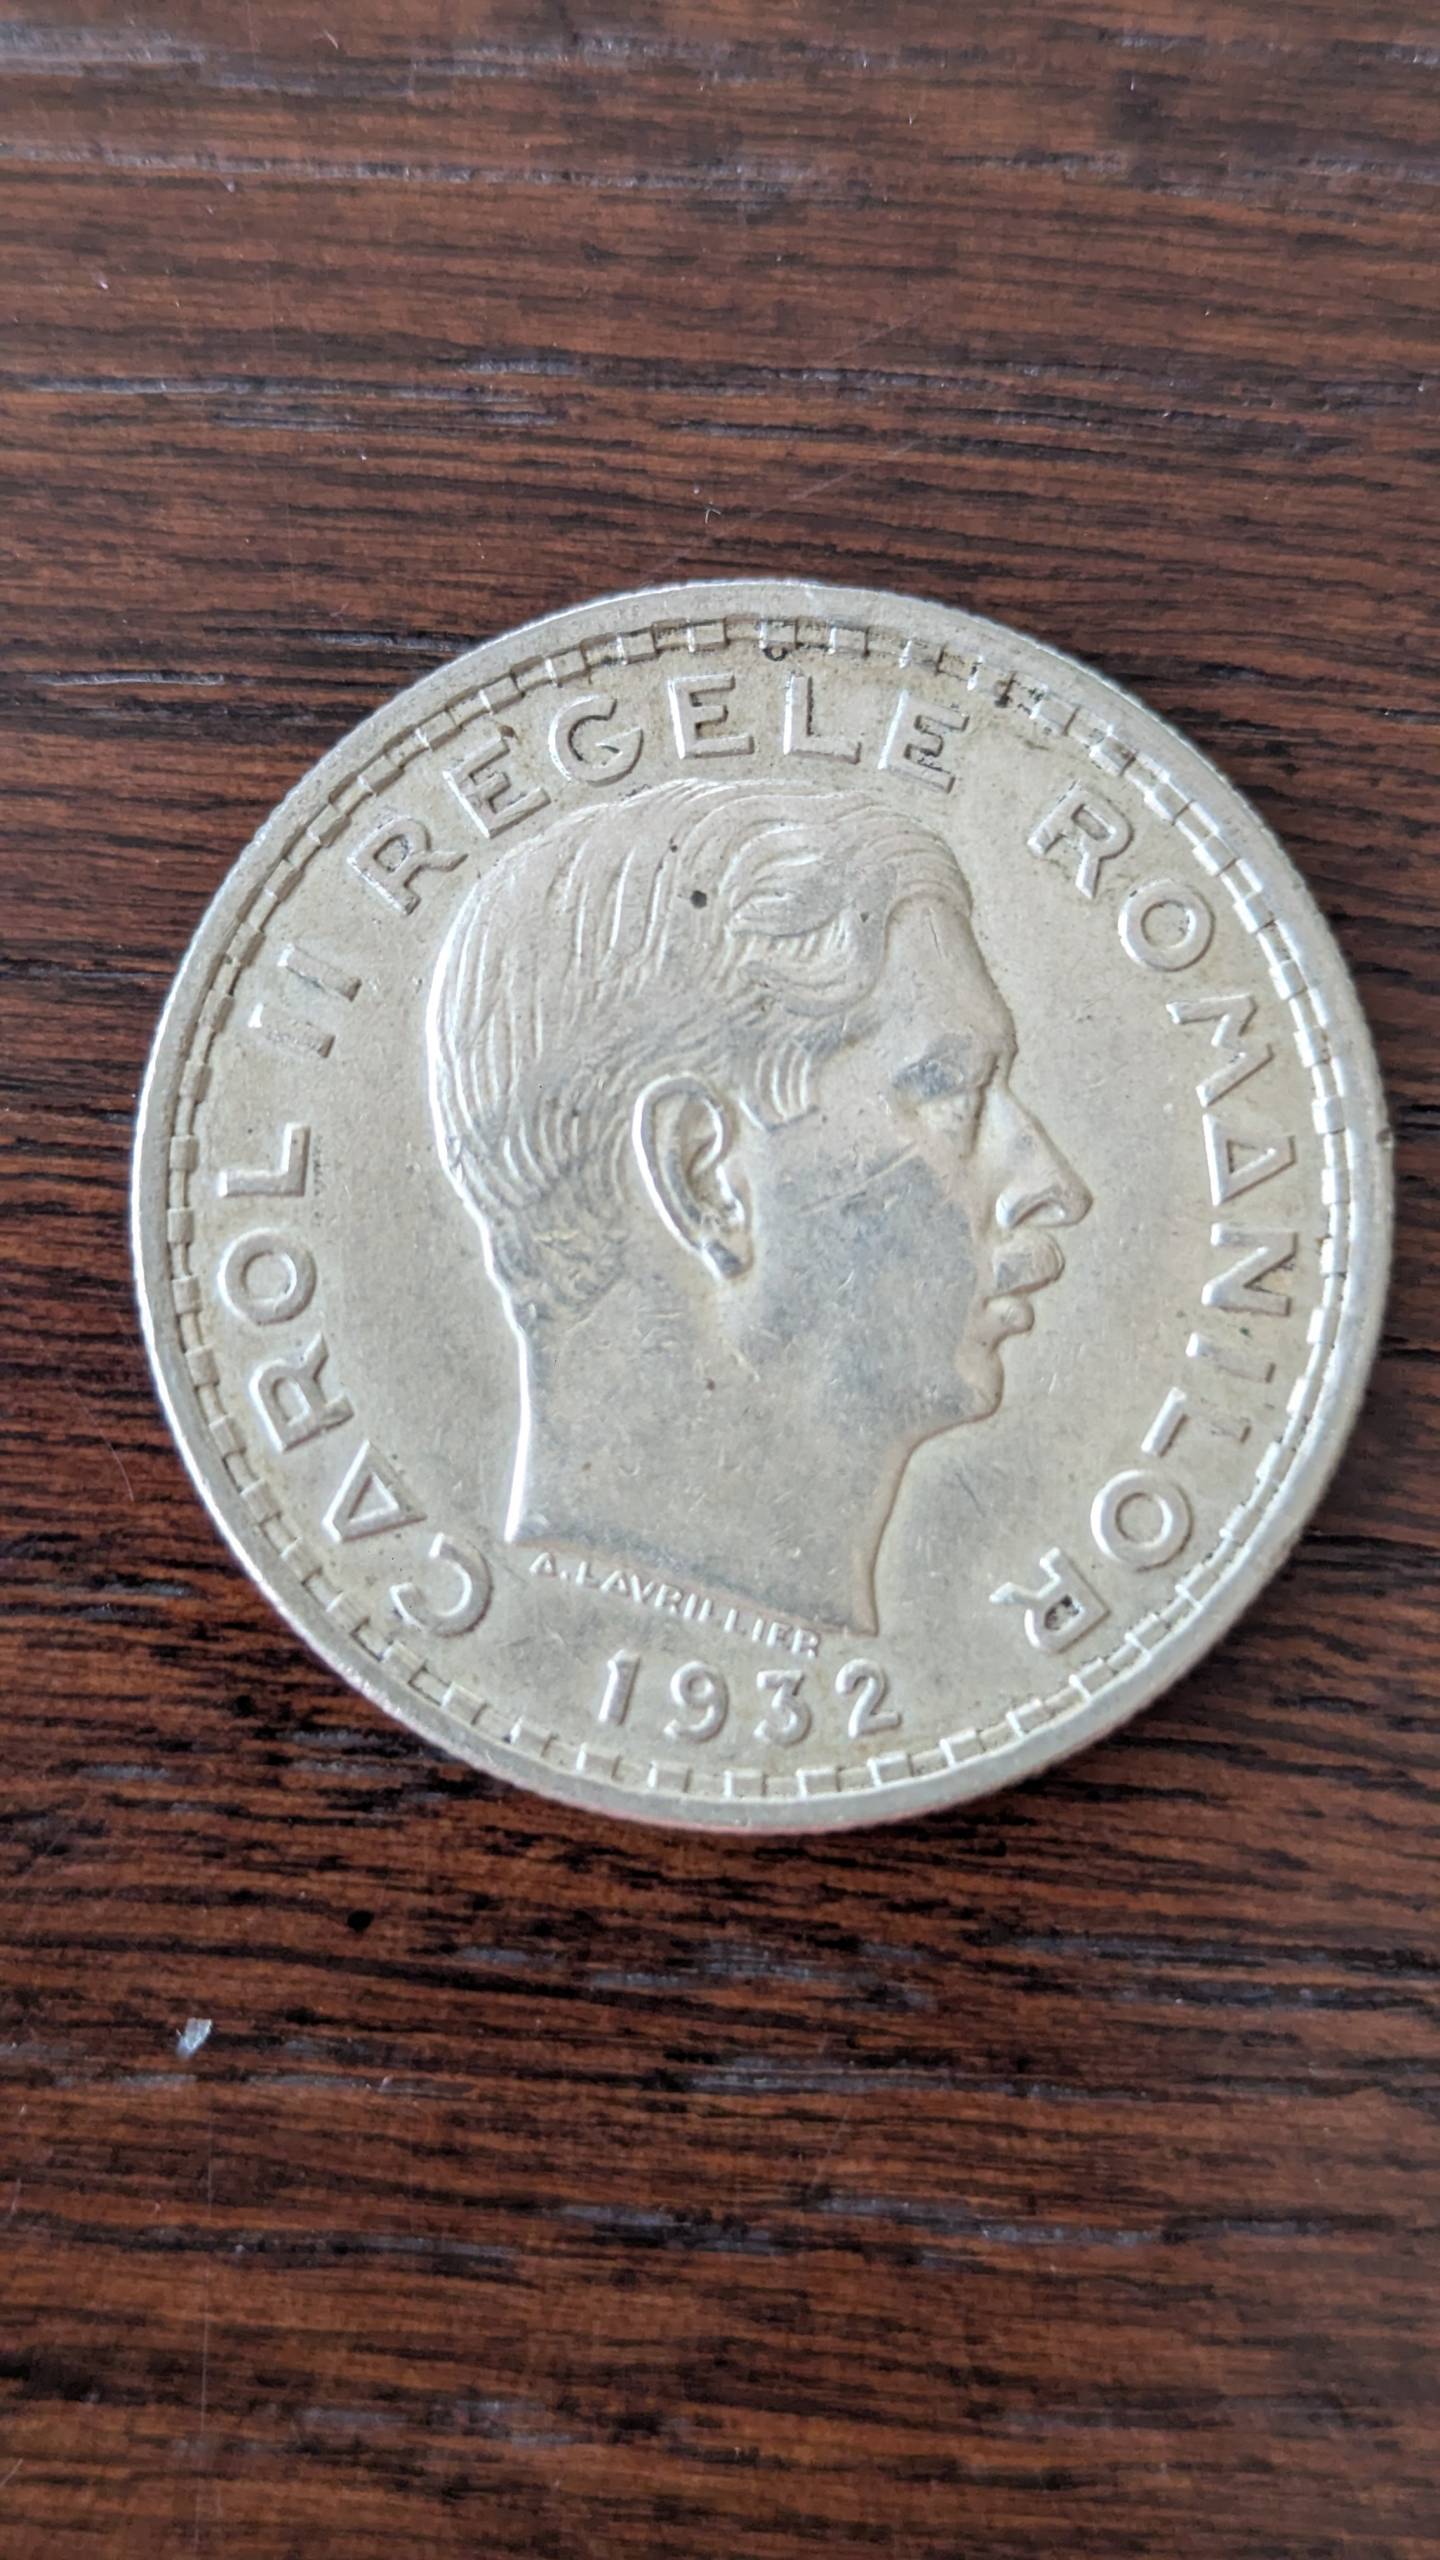 CAROL II REGELE ROMANILOR
A. LAVRILLIER
1932